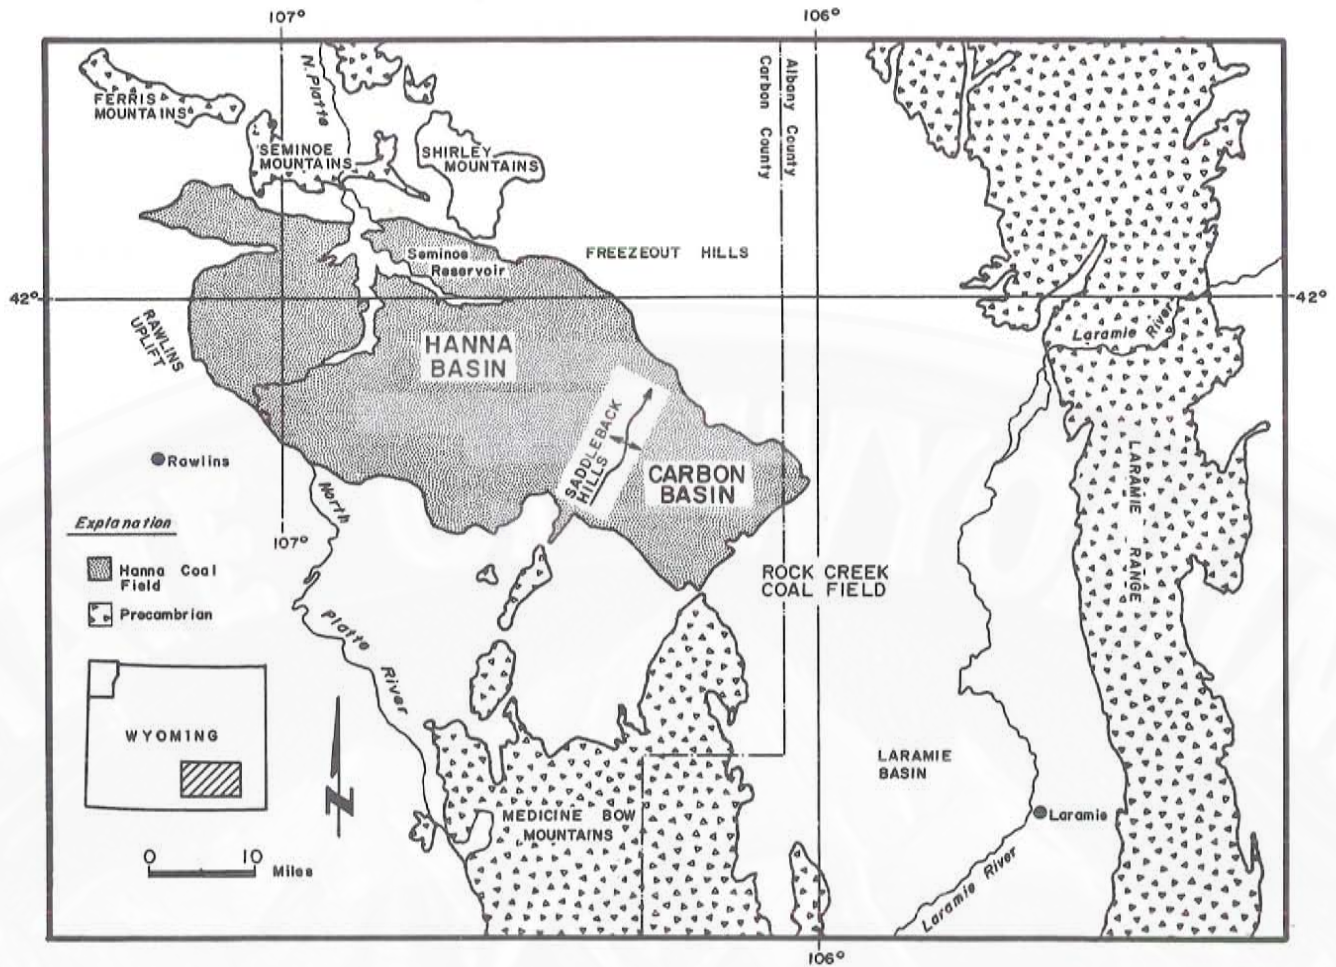 107°
106°
N. Platte
Albany County
Carbon County
FERRIS
MOUNTAINS
SEMINOE
MOUNTAINS
SHIRLEY
MOUNTAINS
Seminoe
Reservoir
FREEZEOUT HILLS
42°
42°
RAWLINS
UPLIFT
HANNA
BASIN
Laramie River
SADDLEBACK
HILLS
CARBON
BASIN
LARAMIE RANGE
Rawlins
North
Platte
River
Explanation
Hanna Coal
Field
Precambrian
107°
ROCK CREEK
COAL FIELD
WYOMING
LARAMIE
BASIN
MEDICINE BOW
MOUNTAINS
Laramie
N
0 10
Miles
Laramie River
106°